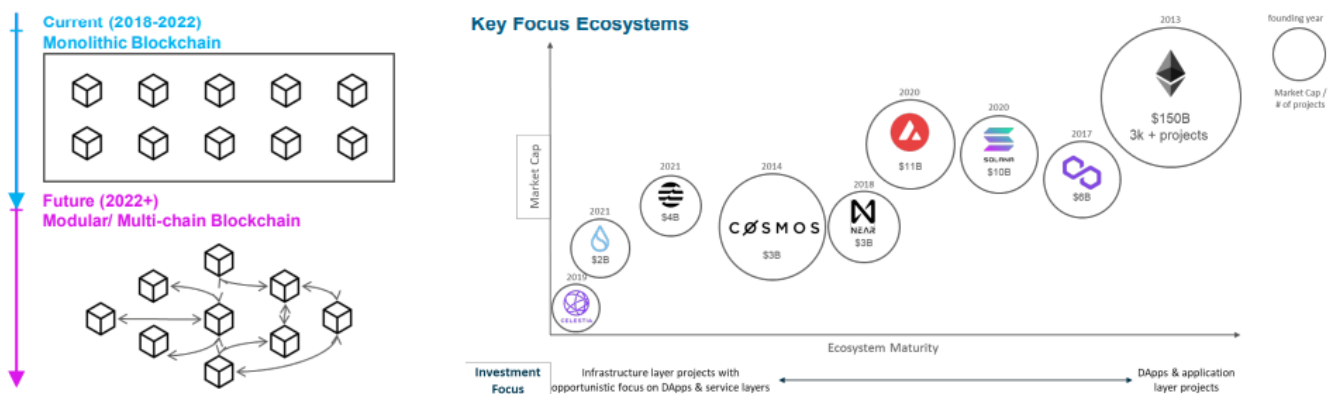 Current (2018-2022)
Monolithic Blockchain
Future (2022+)
Modular/ Multi-chain Blockchain
Key Focus Ecosystems
founding year
Market Cap /
# of projects
Market Cap
2019
CELESTIA
2021
$2B
2021
$4B
2014
COSMOS
$3B
2018
NEAR
$3B
2020
$11B
2020
SOLANA
$10B
2017
$6B
2013
$150B
3k + projects
Ecosystem Maturity
Investment
Focus
Infrastructure layer projects with
opportunistic focus on DApps & service layers
DApps & application
layer projects